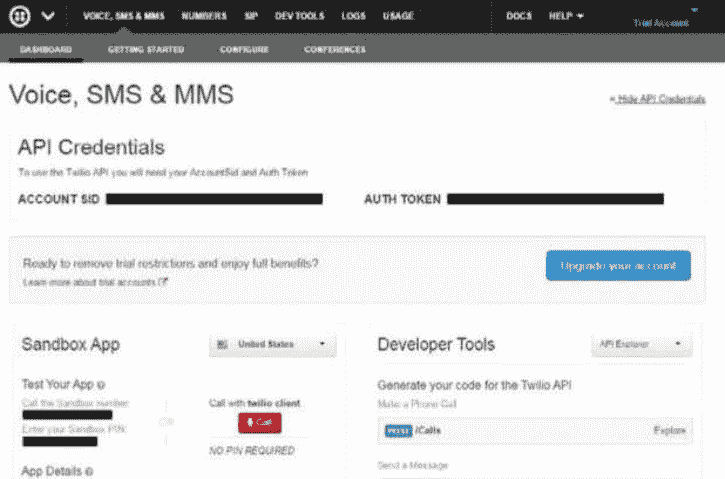 VOICE, SMS & MMS NUMBERS SIP DEV TOOLS LOGS USAGE DOCS HELP Trial Account
DASHBOARD GETTING STARTED CONFIGURE CONFERENCES
Voice, SMS & MMS
Hide API Credentials
API Credentials
To use the Twilio API you will need your AccountSid and Auth Token
ACCOUNT SID AUTH TOKEN
Ready to remove trial restrictions and enjoy full benefits?
Learn more about trial accounts
Upgrade your account
Sandbox App
United States
Test Your App
Call the Sandbox number:
Enter your Sandbox PIN:
Call with twilio client
Call
NO PIN REQUIRED
App Details
Developer Tools
API Explorer
Generate your code for the Twilio API
Make a Phone Call
POST /Calls Explore
Send a Message